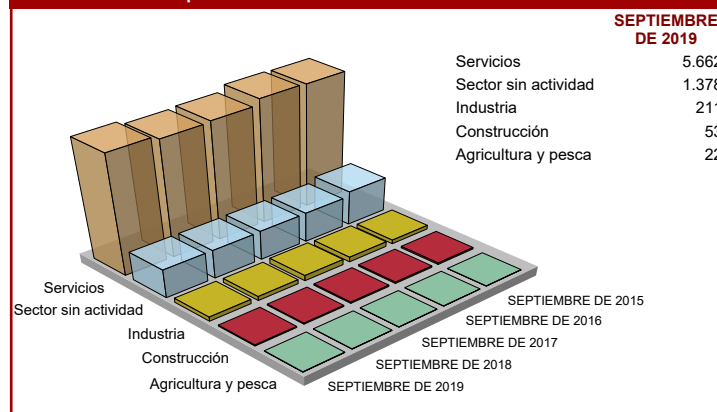 SEPTIEMBRE
DE 2019
Servicios 5.662
Sector sin actividad 1.378
Industria 211
Construcción 53
Agricultura y pesca 22
Servicios
Sector sin actividad
Industria
Construcción
Agricultura y pesca
SEPTIEMBRE DE 2015
SEPTIEMBRE DE 2016
SEPTIEMBRE DE 2017
SEPTIEMBRE DE 2018
SEPTIEMBRE DE 2019